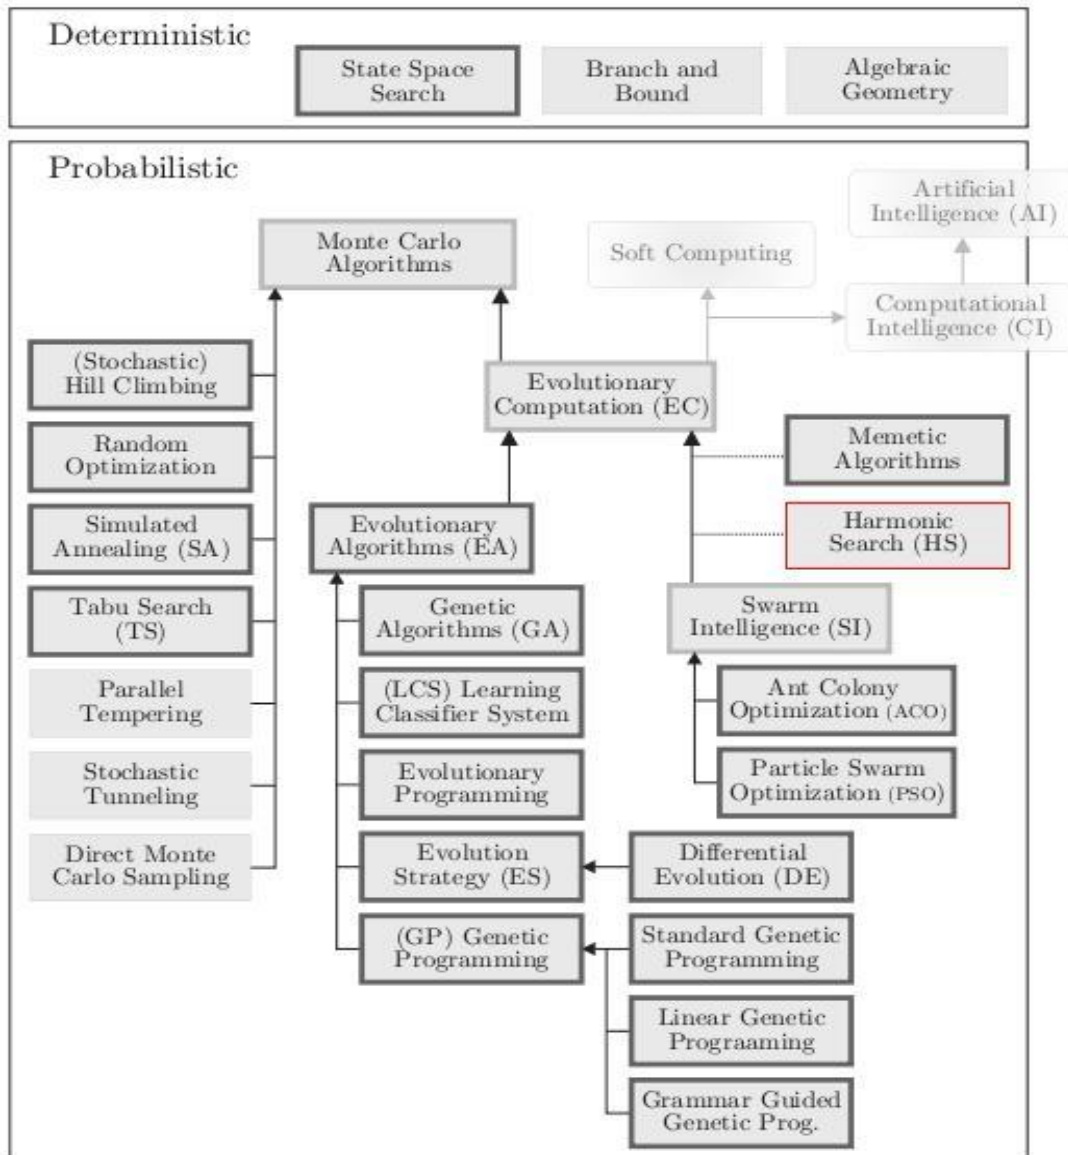 Deterministic
State Space
Search
Branch and
Bound
Algebraic
Geometry
Probabilistic
Artificial
Intelligence (AI)
Monte Carlo
Algorithms
Soft Computing
Computational
Intelligence (CI)
(Stochastic)
Hill Climbing
Evolutionary
Computation (EC)
Random
Optimization
Memetic
Algorithms
Simulated
Annealing (SA)
Evolutionary
Algorithms (EA)
Harmonic
Search (HS)
Tabu Search
(TS)
Genetic
Algorithms (GA)
Swarm
Intelligence (SI)
Parallel
Tempering
(LCS) Learning
Classifier System
Ant Colony
Optimization (ACO)
Stochastic
Tunneling
Evolutionary
Programming
Particle Swarm
Optimization (PSO)
Direct Monte
Carlo Sampling
Evolution
Strategy (ES)
Differential
Evolution (DE)
(GP) Genetic
Programming
Standard Genetic
Programming
Linear Genetic
Prograaming
Grammar Guided
Genetic Prog.